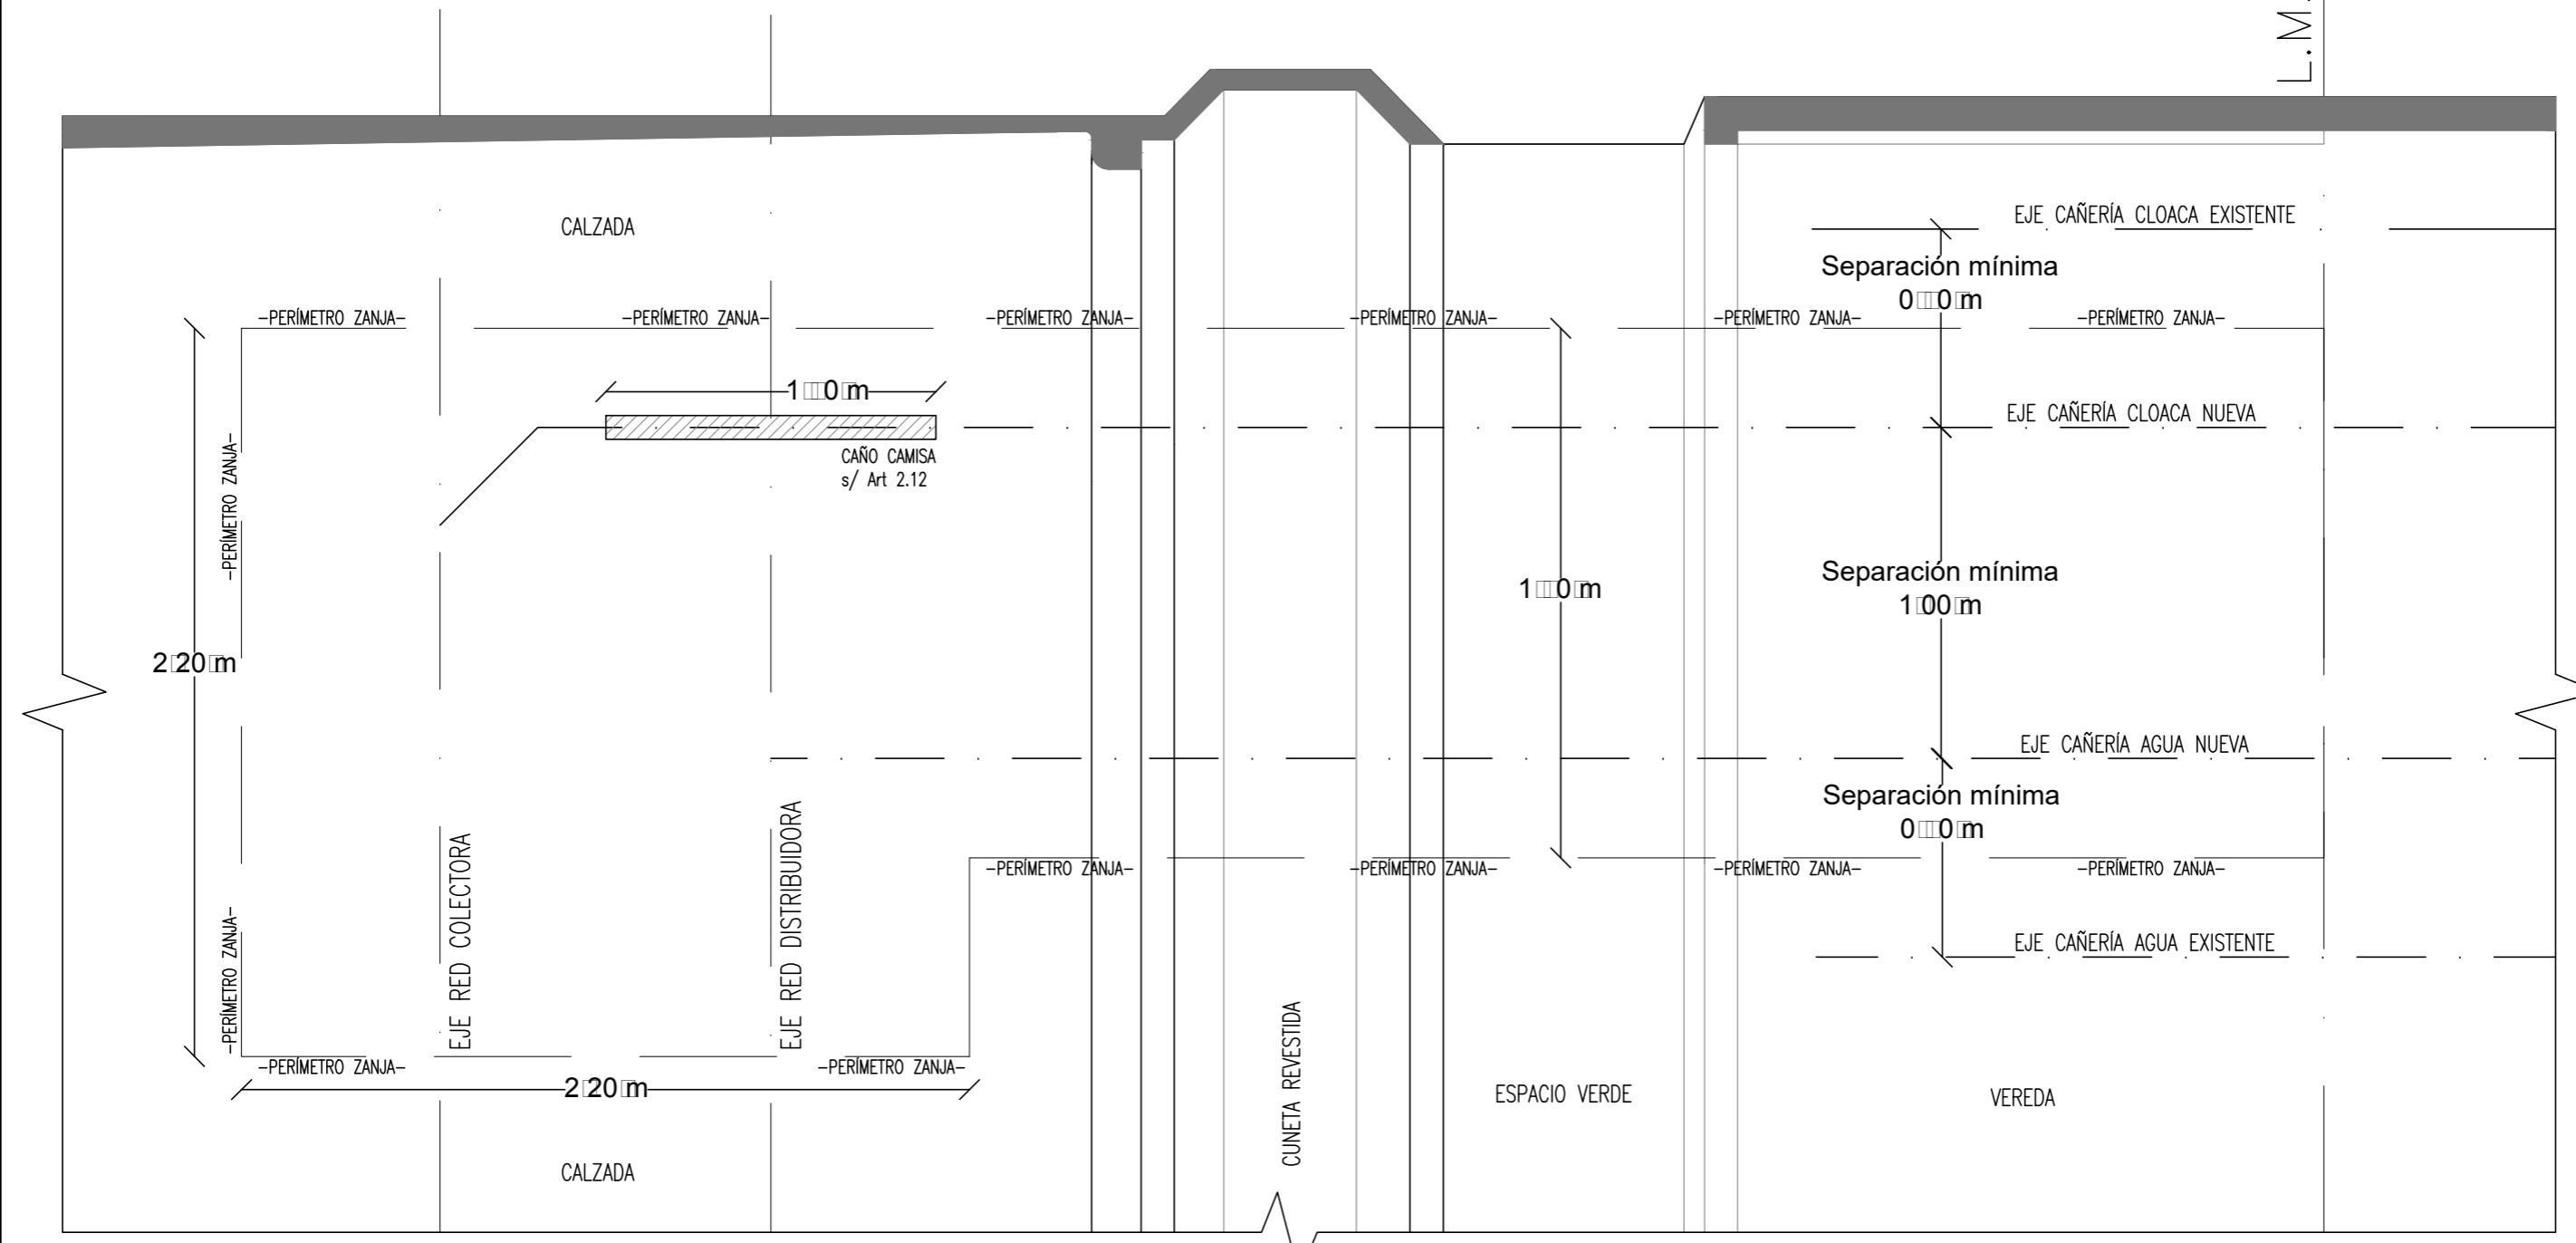 L.M.
CALZADA
EJE CAÑERÍA CLOACA EXISTENTE
Separación mínima
-PERÍMETRO ZANJA-
-PERÍMETRO ZANJA-
-PERÍMETRO ZANJA-
-PERÍMETRO ZANJA-
-PERÍMETRO ZANJA-
-PERÍMETRO ZANJA-
EJE CAÑERÍA CLOACA NUEVA
CAÑO CAMISA
s/ Art 2.12
-PERÍMETRO ZANJA-
Separación mínima
1 00 m
2 20 m
EJE CAÑERÍA AGUA NUEVA
Separación mínima
-PERÍMETRO ZANJA-
-PERÍMETRO ZANJA-
-PERÍMETRO ZANJA-
-PERÍMETRO ZANJA-
EJE RED COLECTORA
EJE RED DISTRIBUIDORA
EJE CAÑERÍA AGUA EXISTENTE
-PERÍMETRO ZANJA-
-PERÍMETRO ZANJA-
-PERÍMETRO ZANJA-
2 20 m
CUNETA REVESTIDA
ESPACIO VERDE
VEREDA
CALZADA